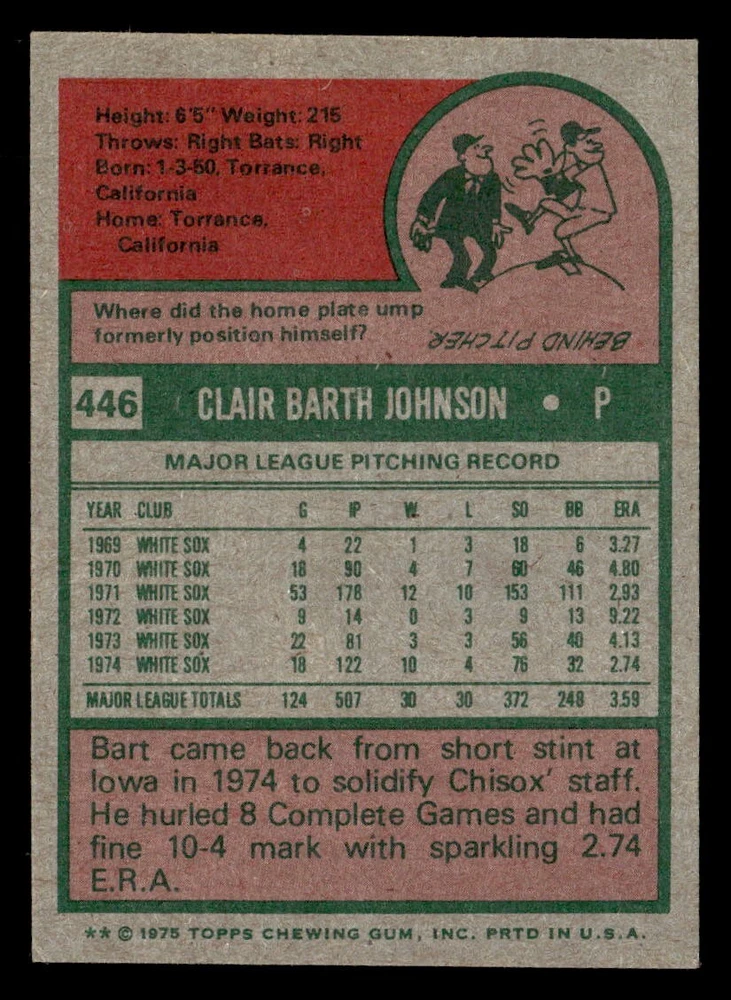 Height: 6'5" Weight: 215
Throws: Right Bats: Right
Born: 1-3-50, Torrance,
California
Home: Torrance,
California
Where did the home plate ump
formerly position himself?
BEHIND PITCHER.
446 CLAIR BARTH JOHNSON • P
MAJOR LEAGUE PITCHING RECORD
YEAR CLUB G IP W L SO BB ERA
1969 WHITE SOX 4 22 1 3 18 6 3.27
1970 WHITE SOX 18 90 4 7 60 46 4.80
1971 WHITE SOX 53 178 12 10 153 111 2.93
1972 WHITE SOX 9 14 0 3 9 13 9.22
1973 WHITE SOX 22 81 3 3 56 40 4.13
1974 WHITE SOX 18 122 10 4 76 32 2.74
MAJOR LEAGUE TOTALS 124 507 30 30 372 248 3.59
Bart came back from short stint at
Iowa in 1974 to solidify Chisox' staff.
He hurled 8 Complete Games and had
fine 10-4 mark with sparkling 2.74
E.R.A.
** © 1975 TOPPS CHEWING GUM, INC. PRTD IN U.S.A.